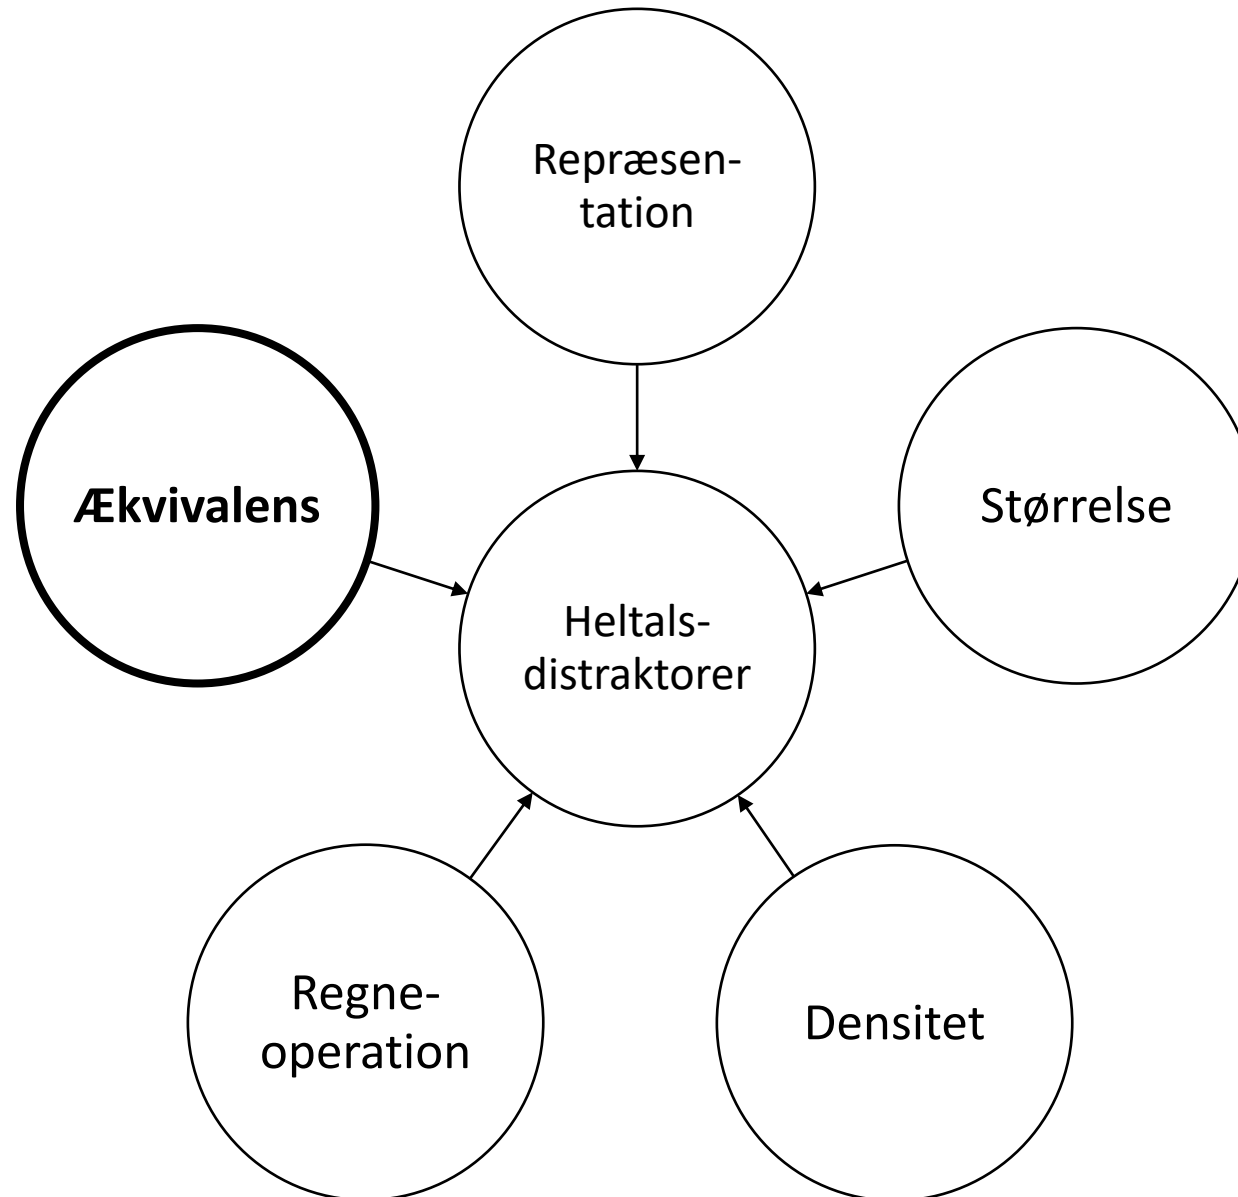 Repræsen-
tation
Ækvivalens
Størrelse
Heltals-
distraktorer
Regne-
operation
Densitet